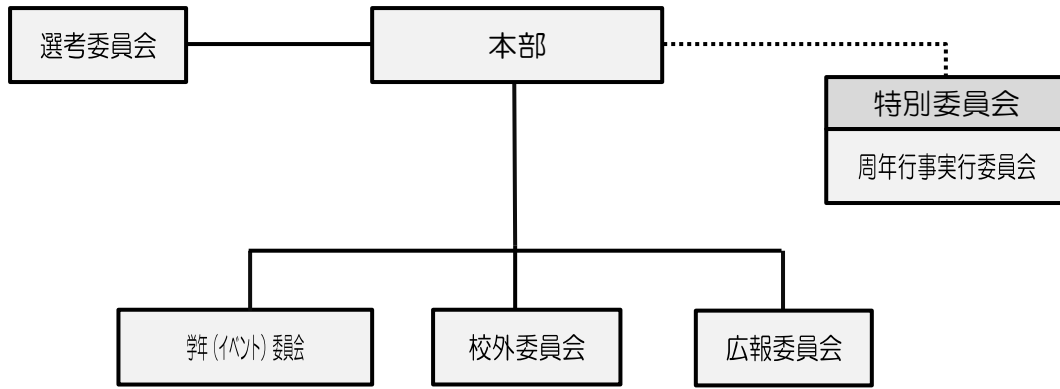 選考委員会
本部
特別委員会
周年行事実行委員会
学年(イベント)委員会
校外委員会
広報委員会